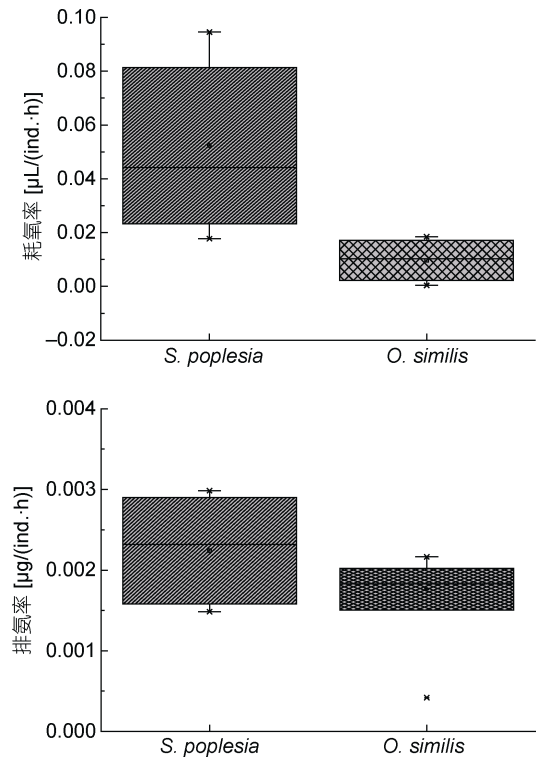 0.10
0.08
0.06
0.04
0.02
0.00
–0.02
耗氧率 [μL/(ind.·h)]
S. poplesia
O. similis
0.004
0.003
0.002
0.001
0.000
排氨率 [μg/(ind.·h)]
S. poplesia
O. similis